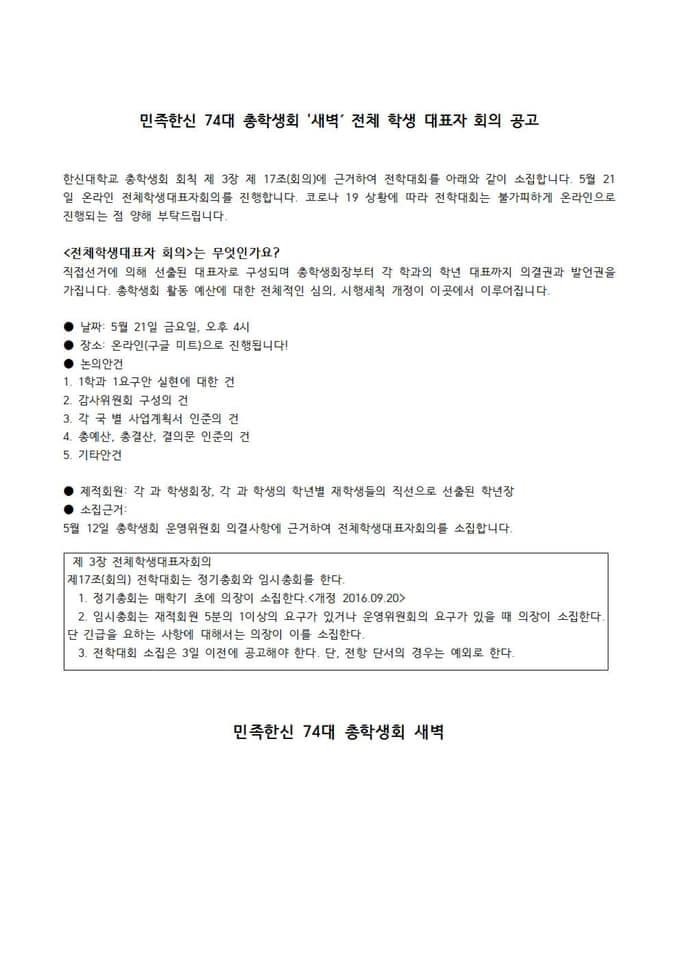 민족한신 74대 총학생회 '새벽' 전체 학생 대표자 회의 공고
한신대학교 총학생회 회칙 제 3장 제 17조(회의)에 근거하여 전학대회를 아래와 같이 소집합니다. 5월 21
일 온라인 전체학생대표자회의를 진행합니다. 코로나 19 상황에 따라 전학대회는 불가피하게 온라인으로
진행되는 점 양해 부탁드립니다.
<전체학생대표자 회의>는 무엇인가요?
직접선거에 의해 선출된 대표자로 구성되며 총학생회장부터 각 학과의 학년 대표까지 의결권과 발언권을
가집니다. 총학생회 활동 예산에 대한 전체적인 심의, 시행세칙 개정이 이곳에서 이루어집니다.
● 날짜: 5월 21일 금요일, 오후 4시
● 장소: 온라인(구글 미트)으로 진행됩니다!
● 논의안건
1. 1학과 1요구안 실현에 대한 건
2. 감사위원회 구성의 건
3. 각 국 별 사업계획서 인준의 건
4. 총예산, 총결산, 결의문 인준의 건
5. 기타안건
● 제적회원: 각 과 학생회장, 각 과 학생의 학년별 재학생들의 직선으로 선출된 학년장
● 소집근거:
5월 12일 총학생회 운영위원회 의결사항에 근거하여 전체학생대표자회의를 소집합니다.
제 3장 전체학생대표자회의
제17조(회의) 전학대회는 정기총회와 임시총회를 한다.
1. 정기총회는 매학기 초에 의장이 소집한다.<개정 2016.09.20>
2. 임시총회는 재적회원 5분의 1이상의 요구가 있거나 운영위원회의 요구가 있을 때 의장이 소집한다.
단 긴급을 요하는 사항에 대해서는 의장이 이를 소집한다.
3. 전학대회 소집은 3일 이전에 공고해야 한다. 단, 전항 단서의 경우는 예외로 한다.
민족한신 74대 총학생회 새벽